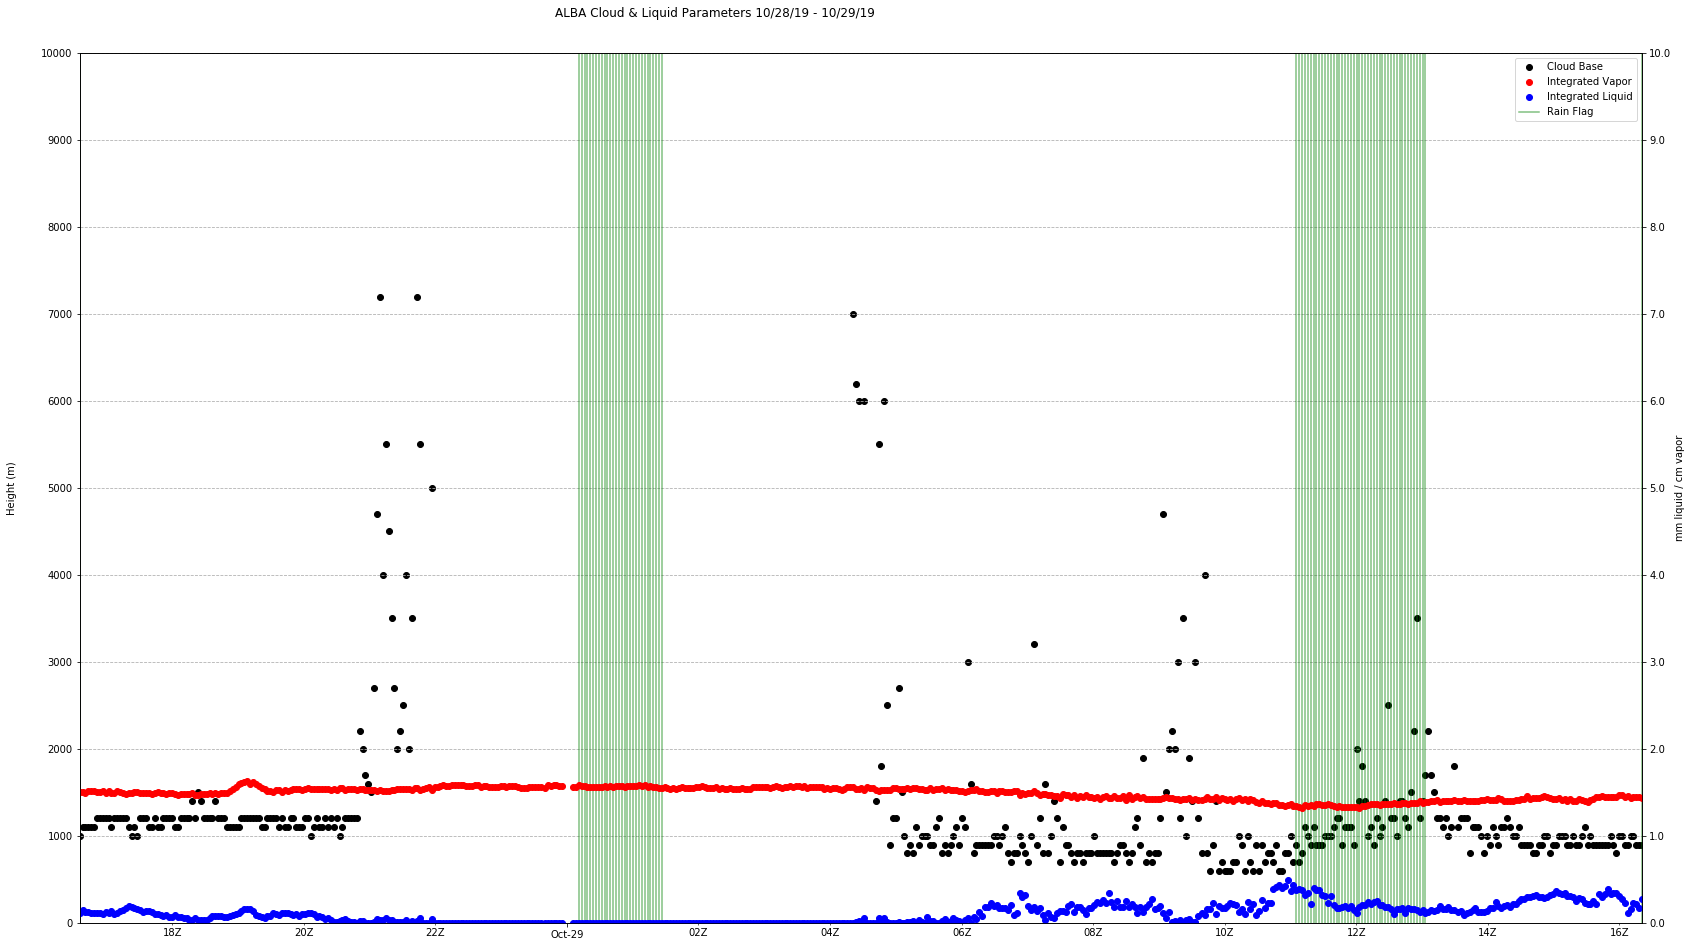 ALBA Cloud & Liquid Parameters 10/28/19 - 10/29/19
10000
9000
8000
7000
6000
5000
4000
3000
2000
1000
0
Height (m)
10.0
9.0
8.0
7.0
6.0
5.0
4.0
3.0
2.0
1.0
0.0
mm liquid / cm vapor
Cloud Base
Integrated Vapor
Integrated Liquid
Rain Flag
18Z 20Z 22Z Oct-29 02Z 04Z 06Z 08Z 10Z 12Z 14Z 16Z